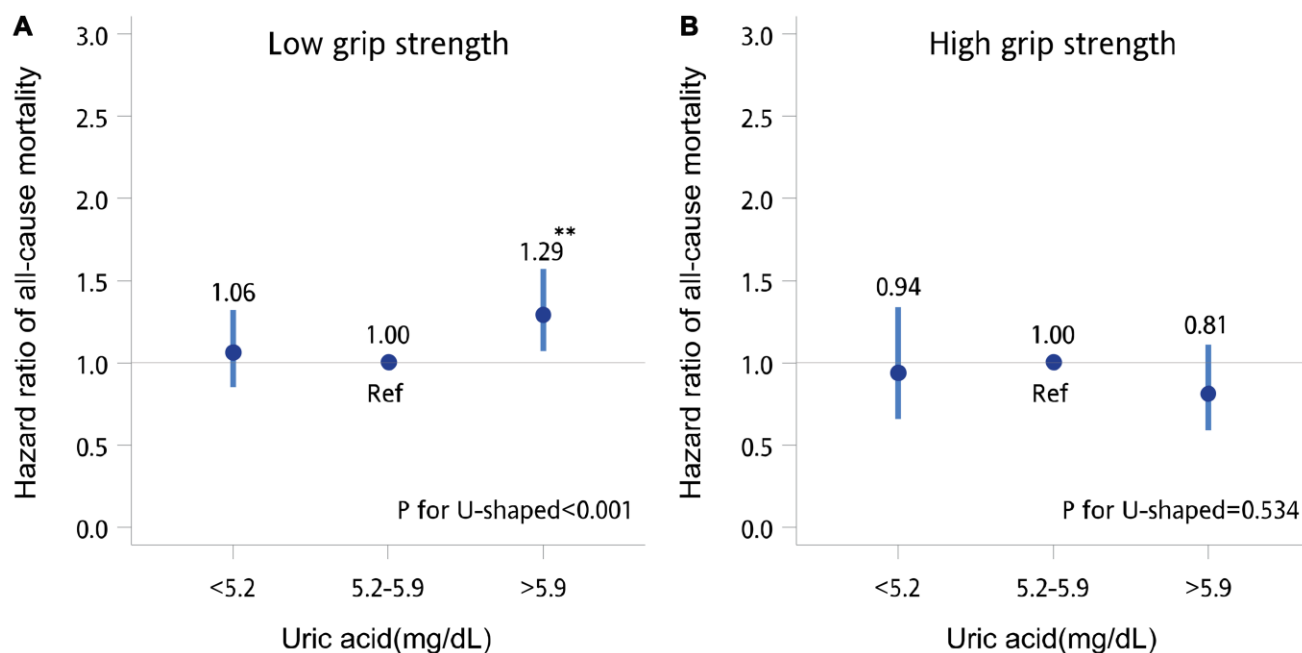 A
Low grip strength
Hazard ratio of all-cause mortality
3.0
2.5
2.0
1.5
1.0
0.5
0.0
1.06
1.00
Ref
1.29**
P for U-shaped<0.001
<5.2
5.2-5.9
>5.9
Uric acid(mg/dL)
B
High grip strength
Hazard ratio of all-cause mortality
3.0
2.5
2.0
1.5
1.0
0.5
0.0
0.94
1.00
Ref
0.81
P for U-shaped=0.534
<5.2
5.2-5.9
>5.9
Uric acid(mg/dL)